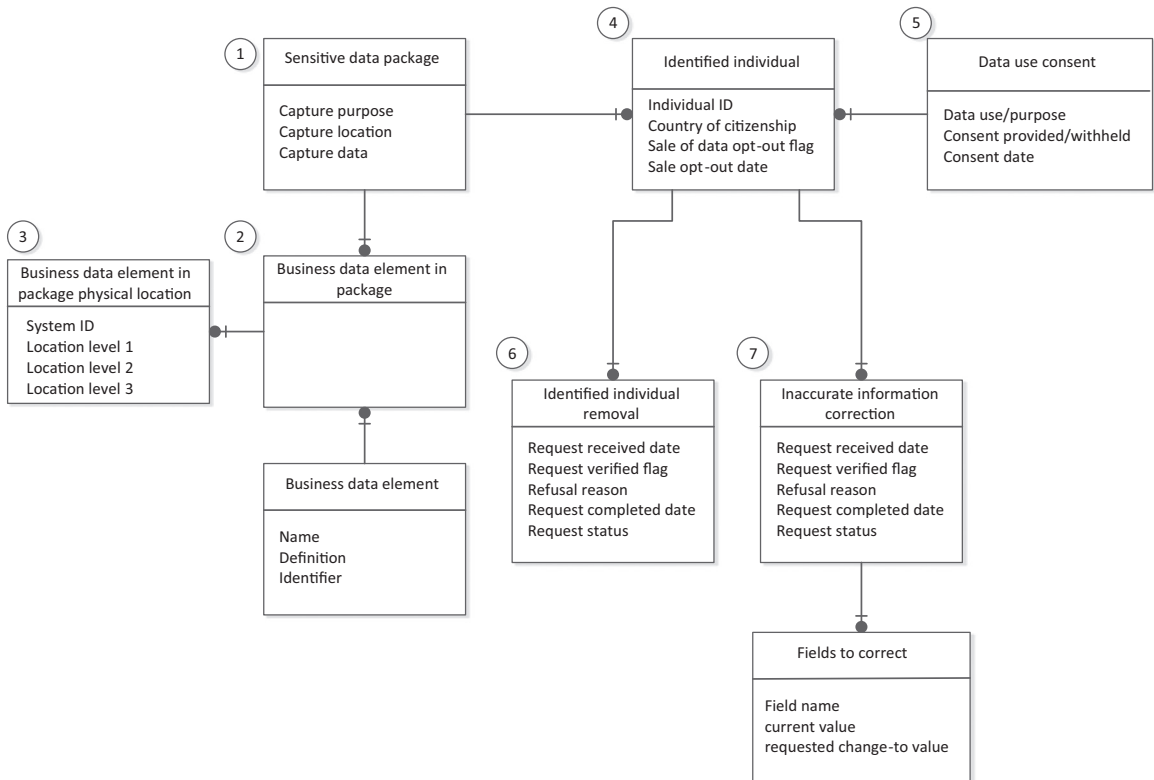 1
Sensitive data package
Capture purpose
Capture location
Capture data
4
Identified individual
Individual ID
Country of citizenship
Sale of data opt-out flag
Sale opt-out date
5
Data use consent
Data use/purpose
Consent provided/withheld
Consent date
3
Business data element in
package physical location
System ID
Location level 1
Location level 2
Location level 3
2
Business data element in
package
Business data element
Name
Definition
Identifier
6
Identified individual
removal
Request received date
Request verified flag
Refusal reason
Request completed date
Request status
7
Inaccurate information
correction
Request received date
Request verified flag
Refusal reason
Request completed date
Request status
Fields to correct
Field name
current value
requested change-to value